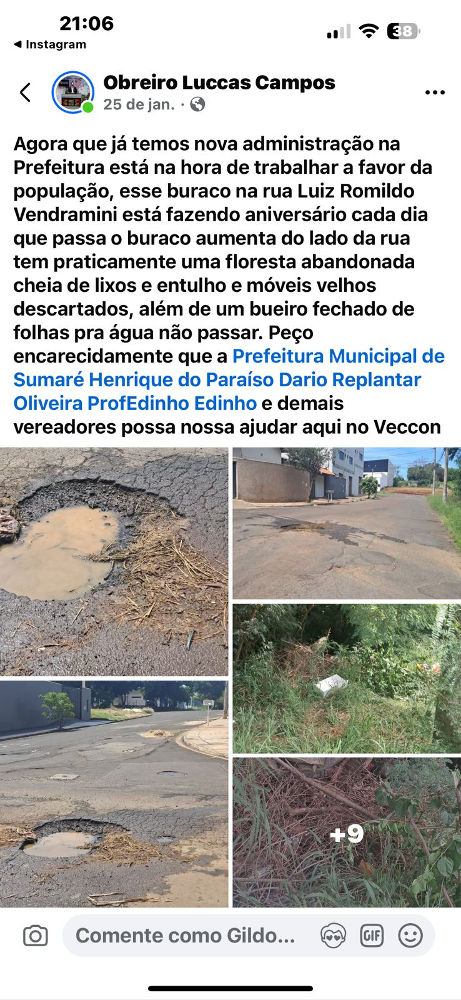 21:06
38
◀ Instagram
Obreiro Luccas Campos
25 de jan. ·
Agora que já temos nova administração na
Prefeitura está na hora de trabalhar a favor da
população, esse buraco na rua Luiz Romildo
Vendramini está fazendo aniversário cada dia
que passa o buraco aumenta do lado da rua
tem praticamente uma floresta abandonada
cheia de lixos e entulho e móveis velhos
descartados, além de um bueiro fechado de
folhas pra água não passar. Peço
encarecidamente que a Prefeitura Municipal de
Sumaré Henrique do Paraíso Dario Replantar
Oliveira ProfEdinho Edinho e demais
vereadores possa nossa ajudar aqui no Veccon
+9
Comente como Gildo...
GIF